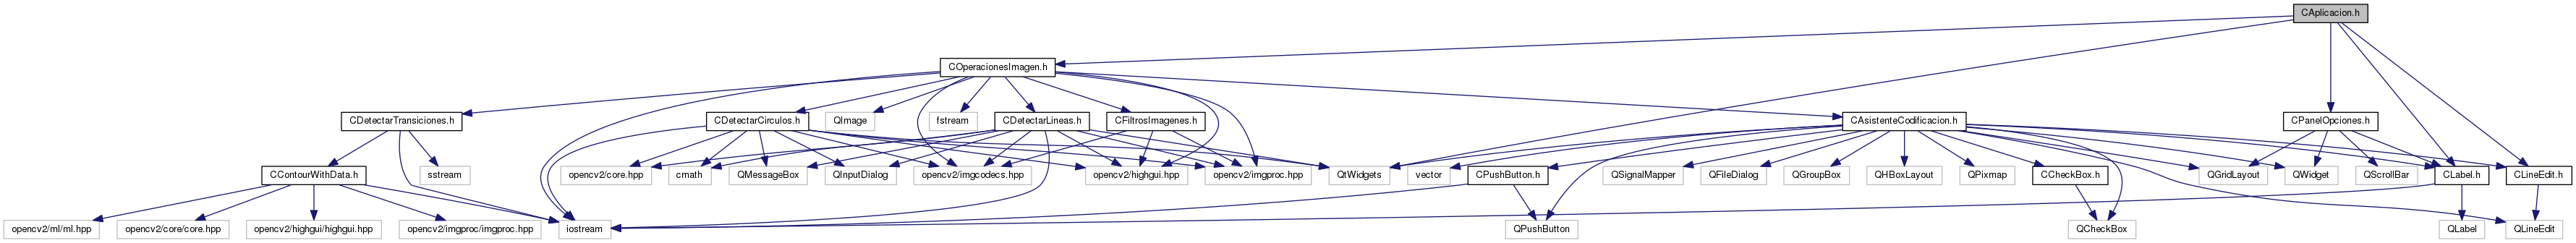 CAplicacion.h
COperacionesImagen.h
CDetectarTransiciones.h
CDetectarCirculos.h
QImage
fstream
CDetectarLineas.h
CFiltrosImagenes.h
CAsistenteCodificacion.h
CPanelOpciones.h
CContourWithData.h
sstream
opencv2/core.hpp
cmath
QMessageBox
QInputDialog
opencv2/imgcodecs.hpp
opencv2/highgui.hpp
opencv2/imgproc.hpp
QtWidgets
vector
CPushButton.h
QSignalMapper
QFileDialog
QGroupBox
QHBoxLayout
QPixmap
CCheckBox.h
QGridLayout
QWidget
QScrollBar
CLabel.h
CLineEdit.h
opencv2/ml/ml.hpp
opencv2/core/core.hpp
opencv2/highgui/highgui.hpp
opencv2/imgproc/imgproc.hpp
iostream
QPushButton
QCheckBox
QLabel
QLineEdit